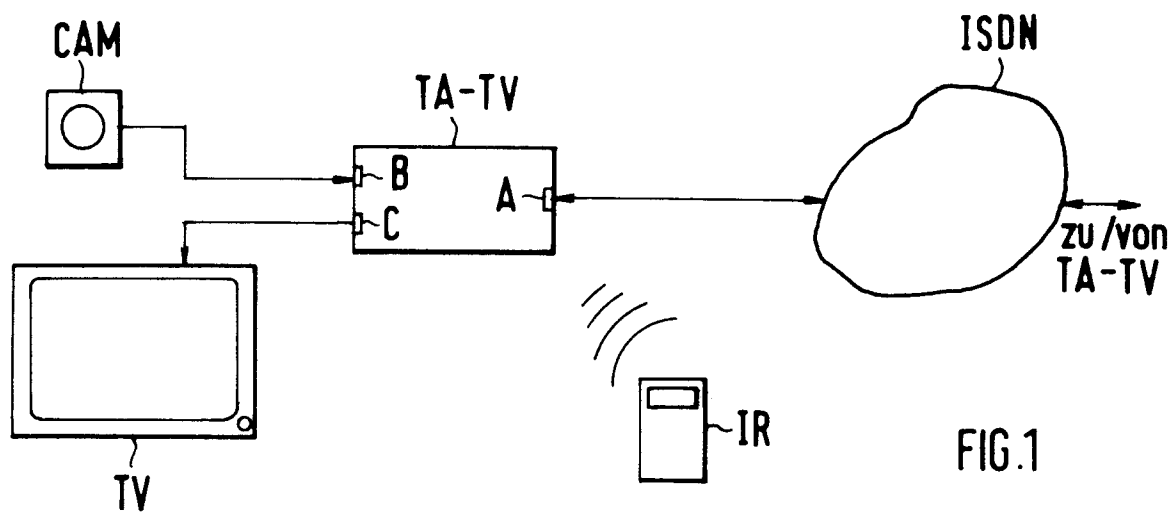 CAM
ISDN
TA-TV
B
A
C
zu/von
TA-TV
IR
TV
FIG.1